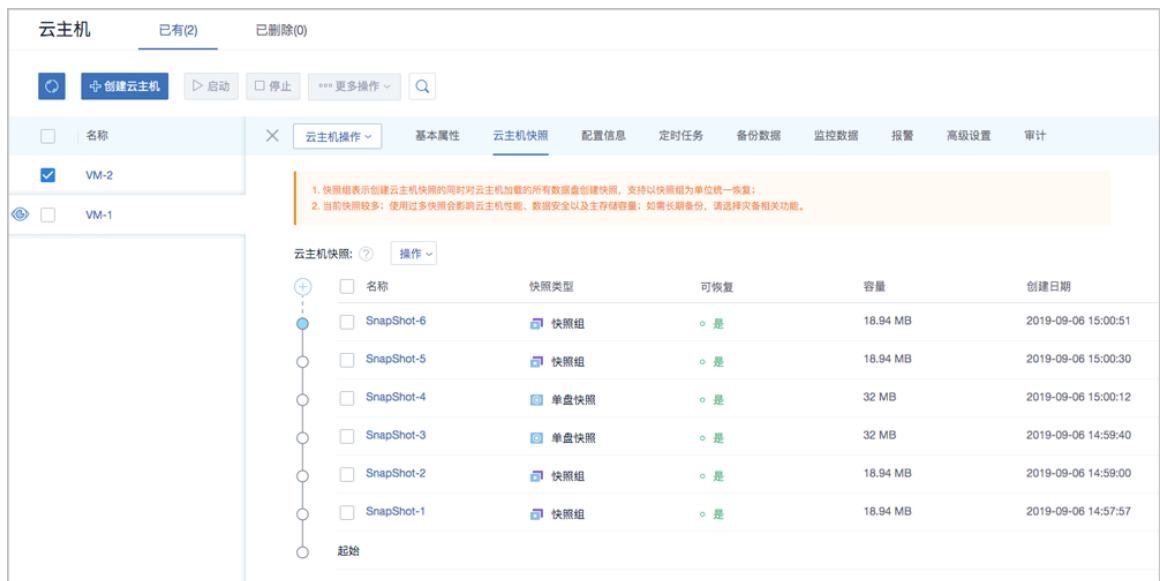 云主机 已有(2) 已删除(0)
创建云主机 启动 停止 更多操作
名称
VM-2
VM-1
云主机操作 基本属性 云主机快照 配置信息 定时任务 备份数据 监控数据 报警 高级设置 审计
1. 快照组表示创建云主机快照的同时对云主机加载的所有数据盘创建快照，支持以快照组为单位统一恢复；
2. 当前快照较多；使用过多快照会影响云主机性能、数据安全以及主存储容量；如需长期备份，请选择灾备相关功能。
云主机快照: ? 操作
名称 快照类型 可恢复 容量 创建日期
SnapShot-6 快照组 是 18.94 MB 2019-09-06 15:00:51
SnapShot-5 快照组 是 18.94 MB 2019-09-06 15:00:30
SnapShot-4 单盘快照 是 32 MB 2019-09-06 15:00:12
SnapShot-3 单盘快照 是 32 MB 2019-09-06 14:59:40
SnapShot-2 快照组 是 18.94 MB 2019-09-06 14:59:00
SnapShot-1 快照组 是 18.94 MB 2019-09-06 14:57:57
起始